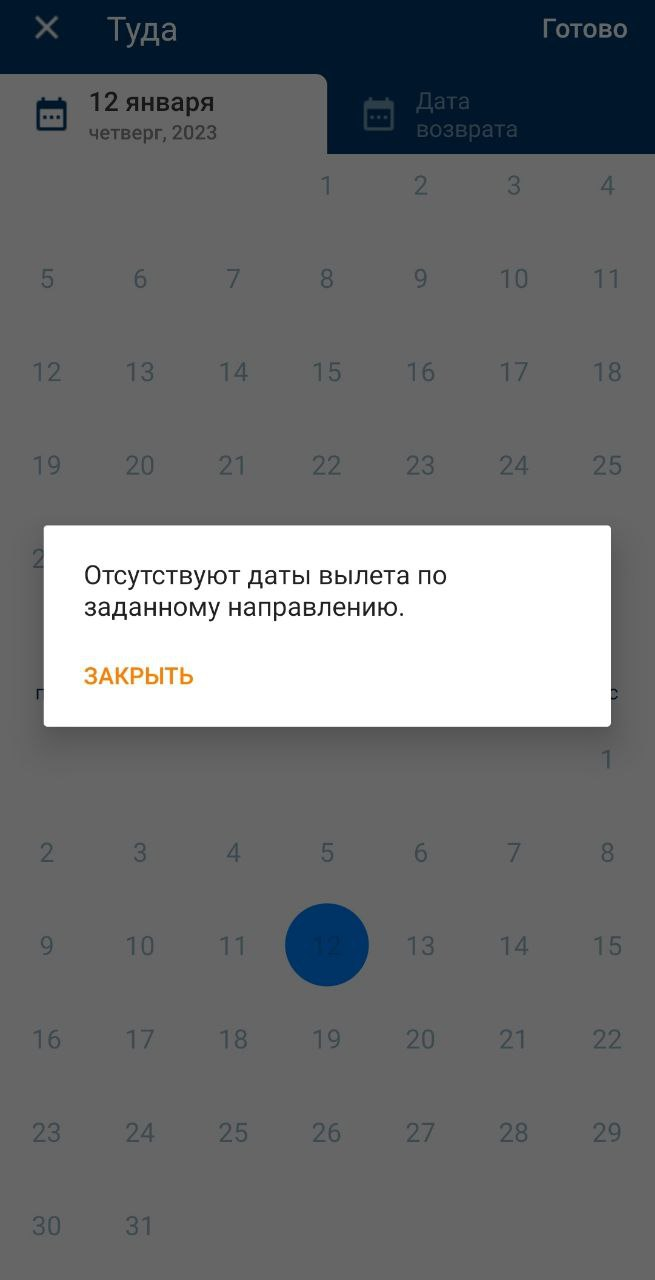 Туда
Готово
12 января
четверг, 2023
Дата
возврата
1 2 3 4
5 6 7 8 9 10 11
12 13 14 15 16 17 18
19 20 21 22 23 24 25
Отсутствуют даты вылета по
заданному направлению.
ЗАКРЫТЬ
1
2 3 4 5 6 7 8
9 10 11 12 13 14 15
16 17 18 19 20 21 22
23 24 25 26 27 28 29
30 31